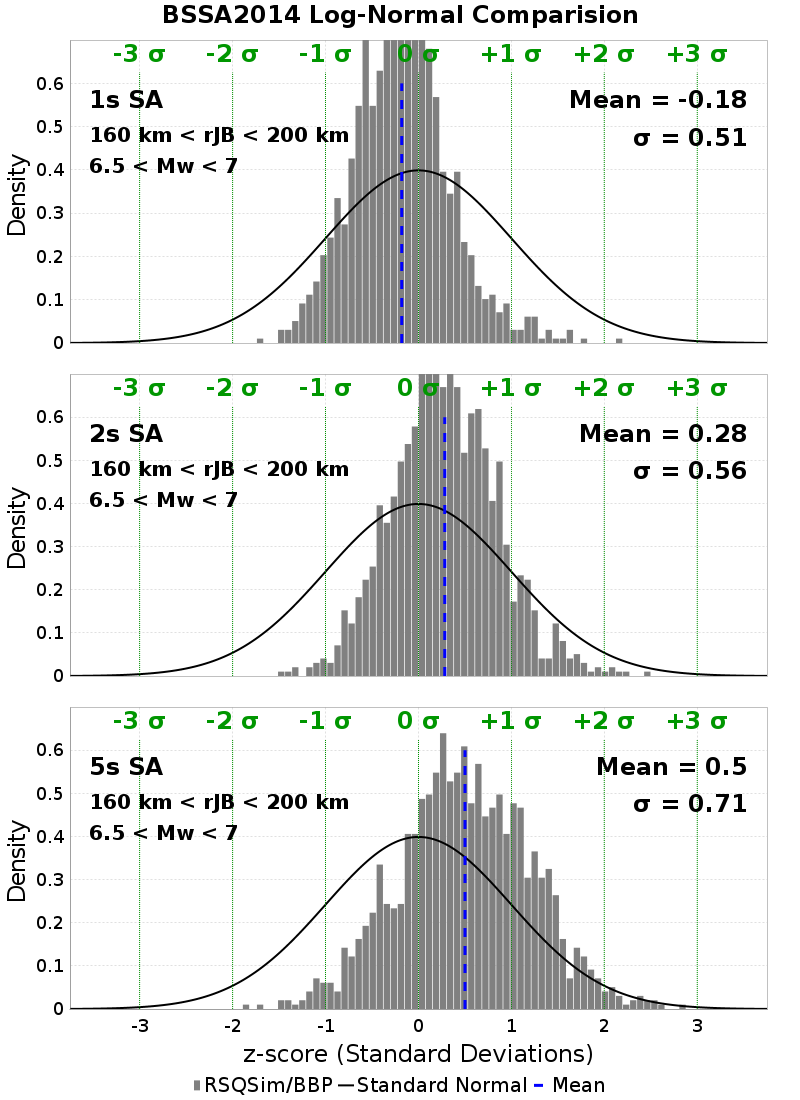 BSSA2014 Log-Normal Comparision
-3 σ -2 σ -1 σ 0 σ +1 σ +2 σ +3 σ
1s SA
160 km < rJB < 200 km
6.5 < Mw < 7
Mean = -0.18
σ = 0.51
Density
0.6
0.5
0.4
0.3
0.2
0.1
0
-3 σ -2 σ -1 σ 0 σ +1 σ +2 σ +3 σ
2s SA
160 km < rJB < 200 km
6.5 < Mw < 7
Mean = 0.28
σ = 0.56
Density
0.6
0.5
0.4
0.3
0.2
0.1
0
-3 σ -2 σ -1 σ 0 σ +1 σ +2 σ +3 σ
5s SA
160 km < rJB < 200 km
6.5 < Mw < 7
Mean = 0.5
σ = 0.71
Density
0.6
0.5
0.4
0.3
0.2
0.1
0
-3 -2 -1 0 1 2 3
z-score (Standard Deviations)
RSQSim/BBP Standard Normal Mean